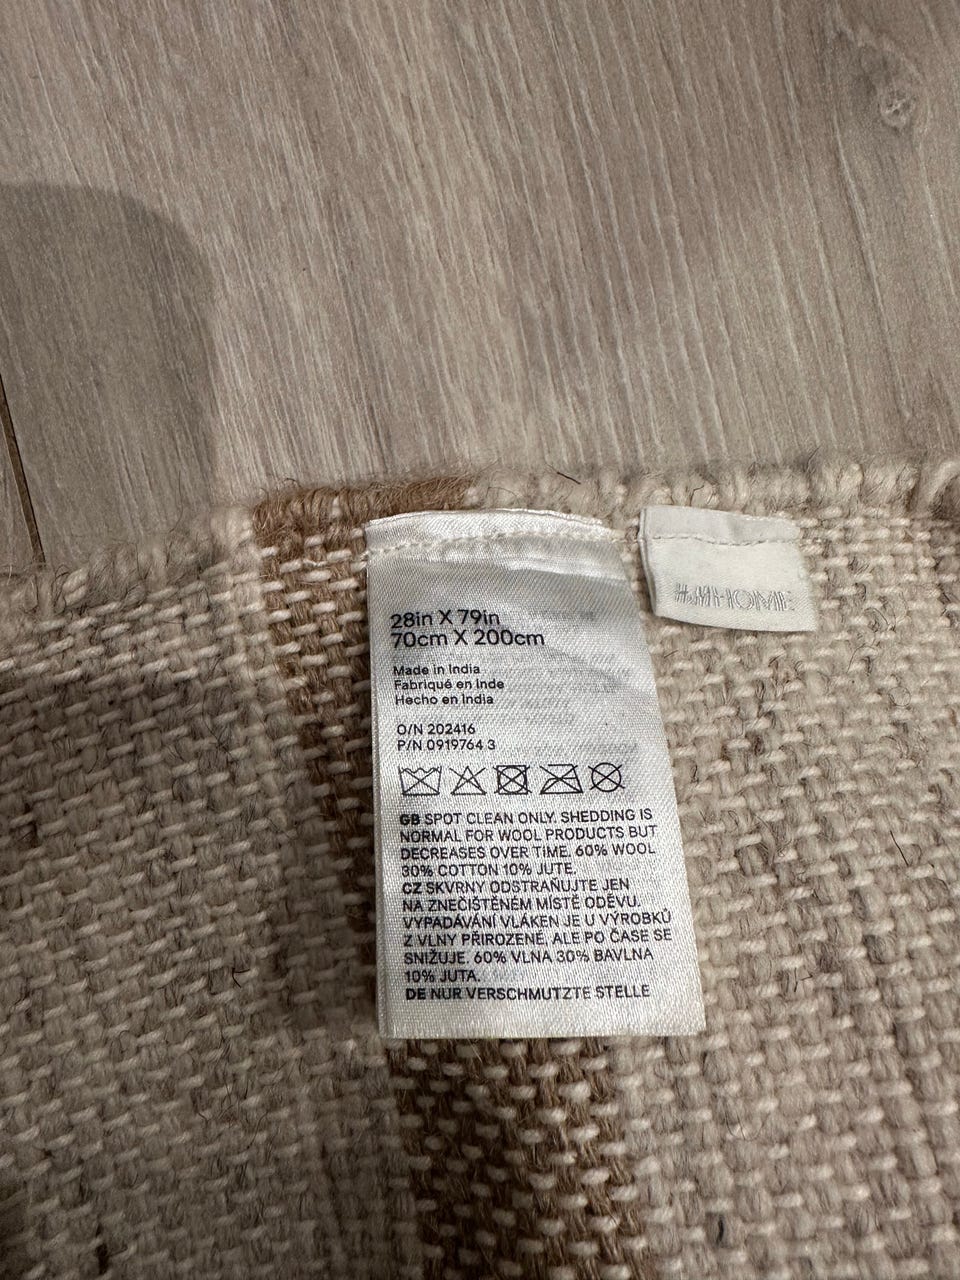 28in X 79in
70cm X 200cm
Made in India
Fabriqué en Inde
Hecho en India
O/N 202416
P/N 0919764 3
GB SPOT CLEAN ONLY. SHEDDING IS
NORMAL FOR WOOL PRODUCTS BUT
DECREASES OVER TIME. 60% WOOL
30% COTTON 10% JUTE.
CZ SKVRNY ODSTRAŇUJTE JEN
NA ZNEČIŠTĚNÉM MÍSTĚ ODĚVU.
VYPADÁVÁNÍ VLÁKEN JE U VÝROBKŮ
Z VLNY PŘIROZENÉ, ALE PO ČASE SE
SNIŽUJE. 60% VLNA 30% BAVLNA
10% JUTA.
DE NUR VERSCHMUTZTE STELLE
H&M HOME